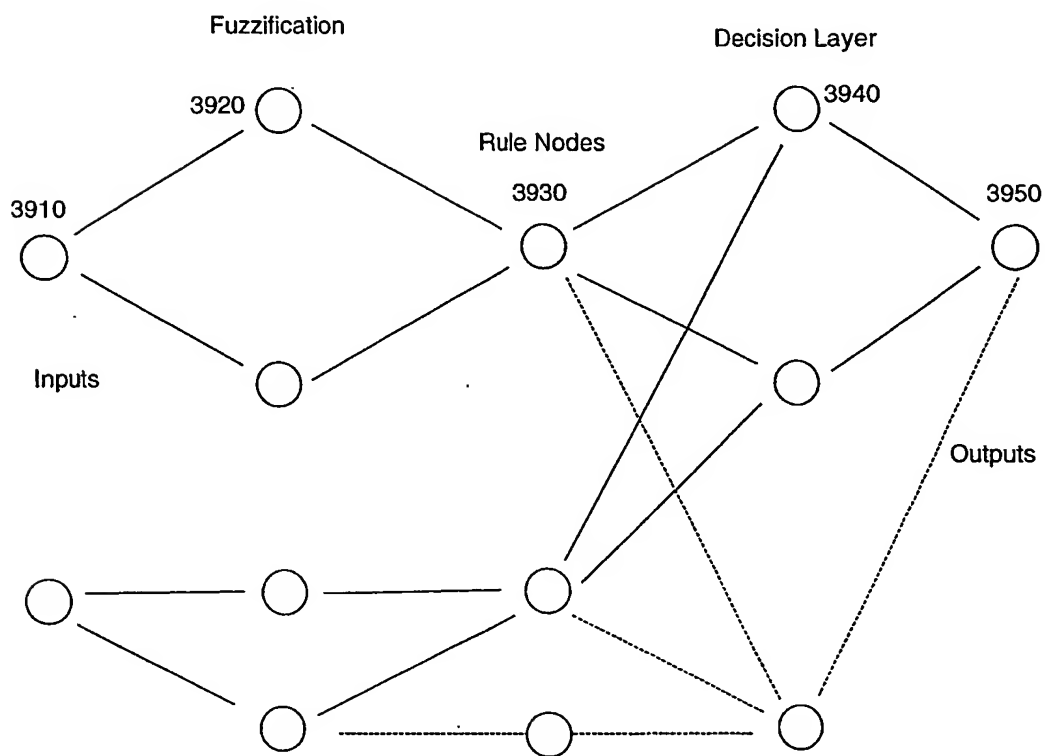 Fuzzification
Decision Layer
3920
3940
Rule Nodes
3930
3910
3950
Inputs
Outputs